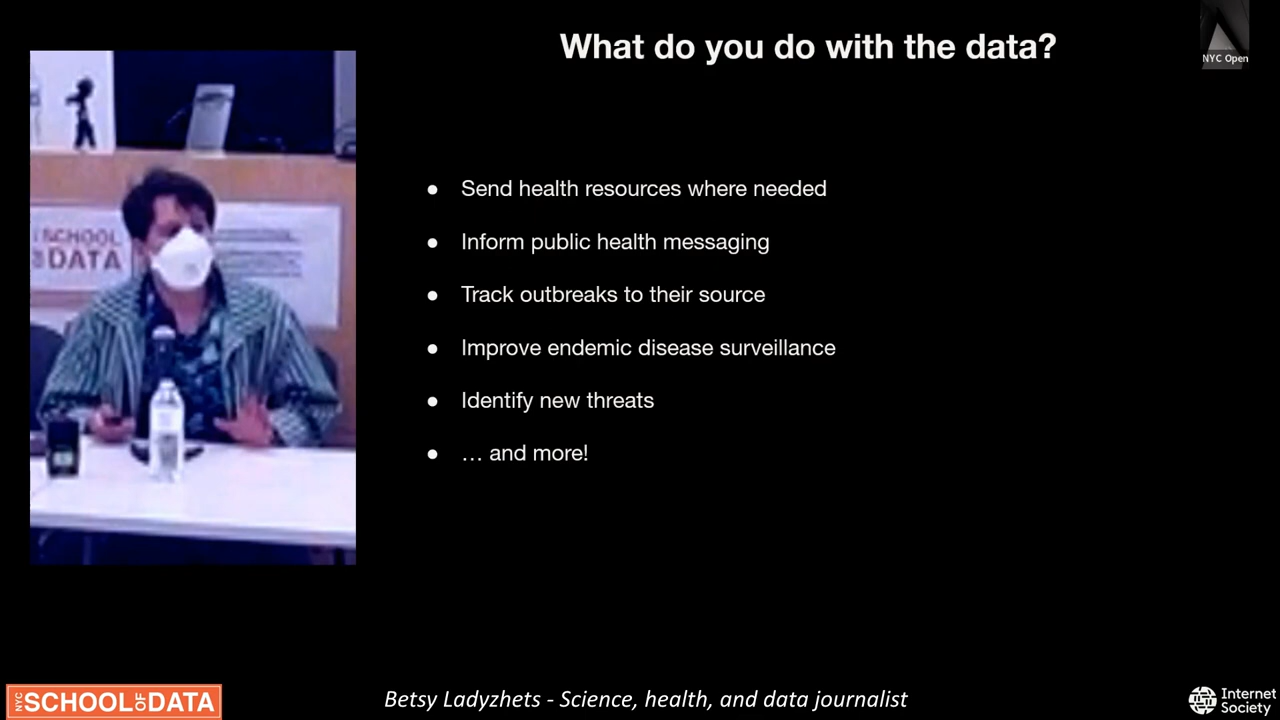 What do you do with the data?
NYC Open
● Send health resources where needed
● Inform public health messaging
● Track outbreaks to their source
● Improve endemic disease surveillance
● Identify new threats
● … and more!
SCHOOL
DATA
NYC SCHOOL OF DATA
Betsy Ladyzhets - Science, health, and data journalist
Internet
Society